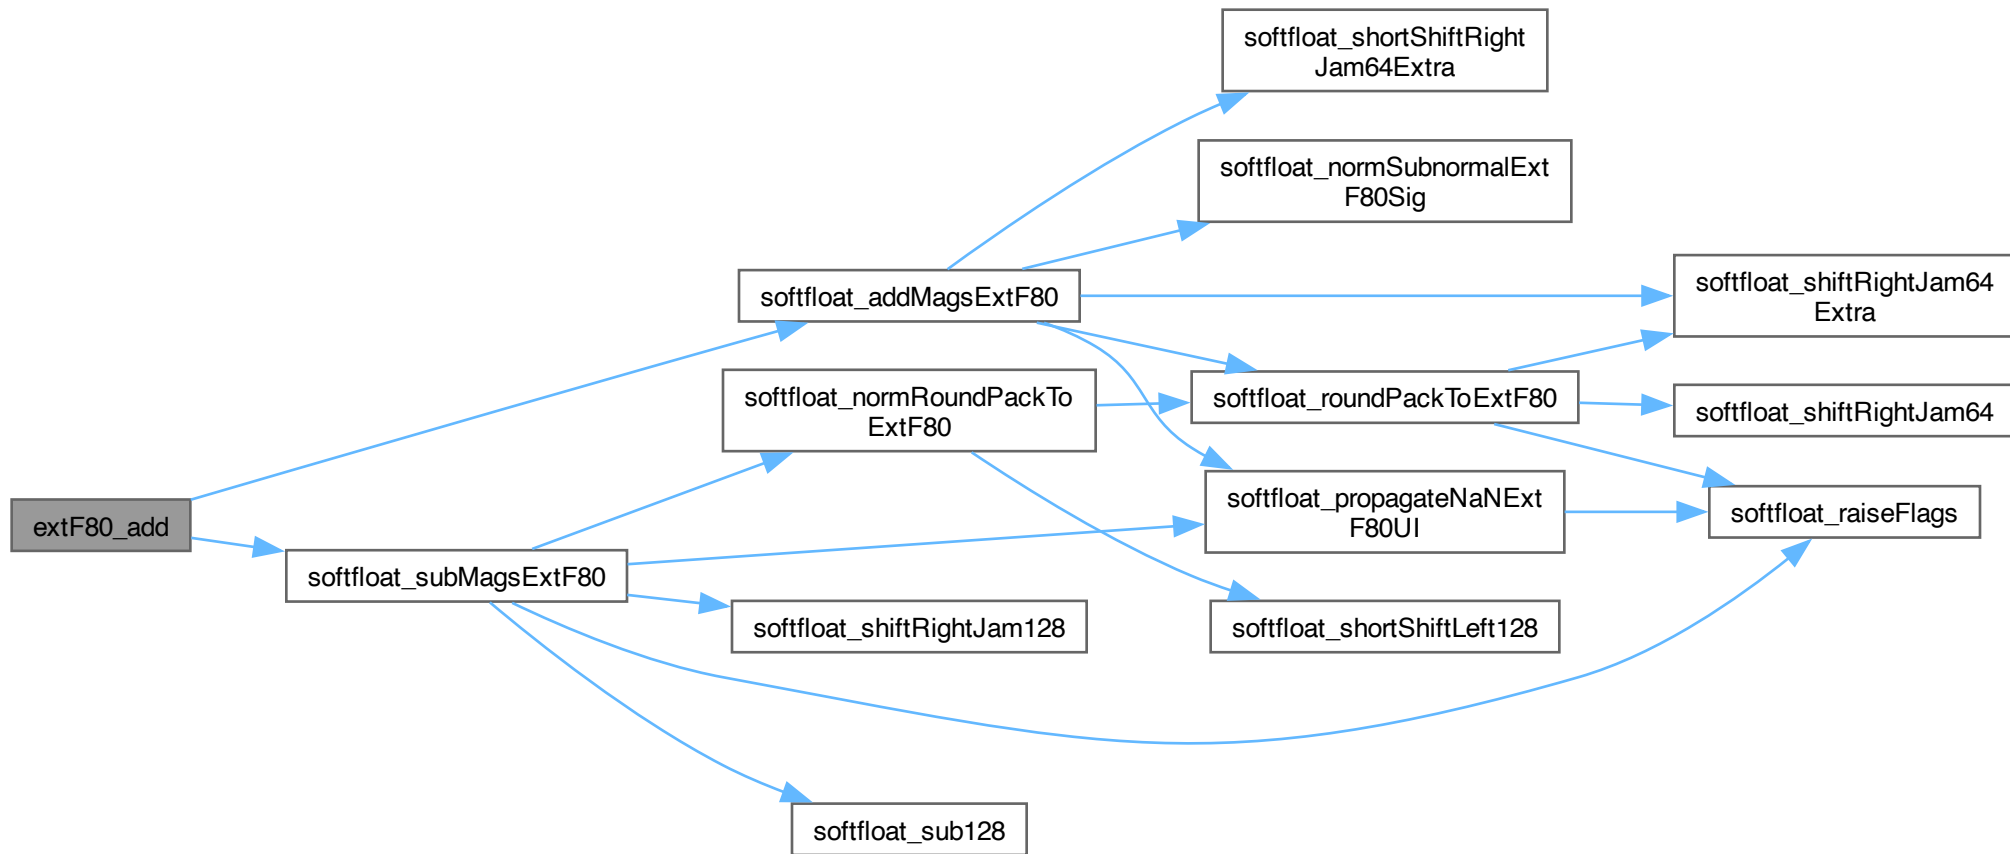 softfloat_shortShiftRight
Jam64Extra
softfloat_normSubnormalExt
F80Sig
softfloat_addMagsExtF80
softfloat_shiftRightJam64
Extra
softfloat_normRoundPackTo
ExtF80
softfloat_roundPackToExtF80
softfloat_shiftRightJam64
extF80_add
softfloat_propagateNaNExt
F80UI
softfloat_raiseFlags
softfloat_subMagsExtF80
softfloat_shiftRightJam128
softfloat_shortShiftLeft128
softfloat_sub128